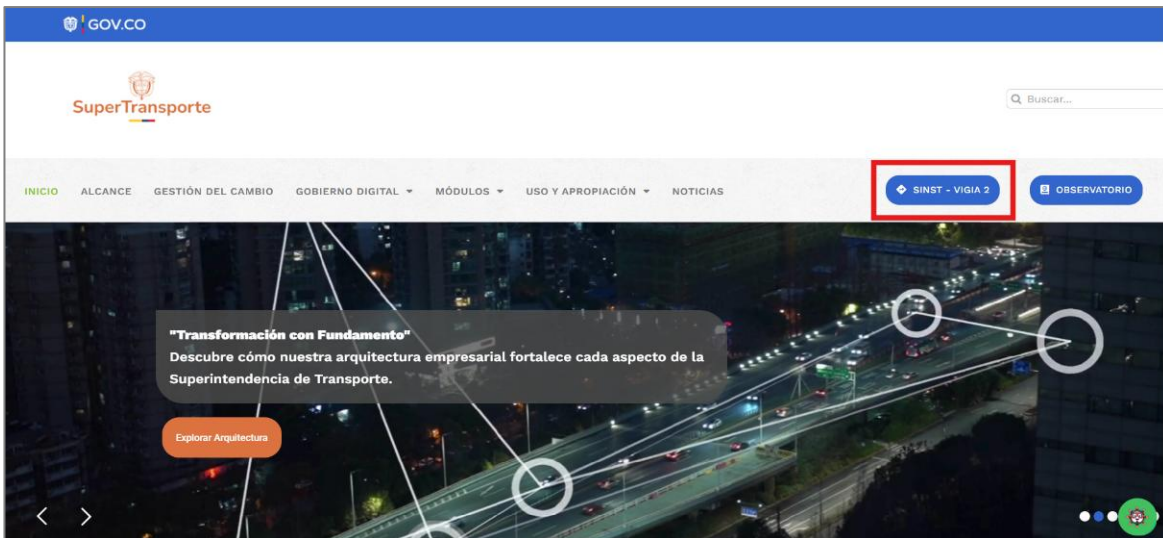 GOV.CO
SuperTransporte
Buscar...
INICIO ALCANCE GESTIÓN DEL CAMBIO GOBIERNO DIGITAL MÓDULOS USO Y APROPIACIÓN NOTICIAS SINST - VIGIA 2 OBSERVATORIO
"Transformación con Fundamento"
Descubre cómo nuestra arquitectura empresarial fortalece cada aspecto de la
Superintendencia de Transporte.
Explorar Arquitectura